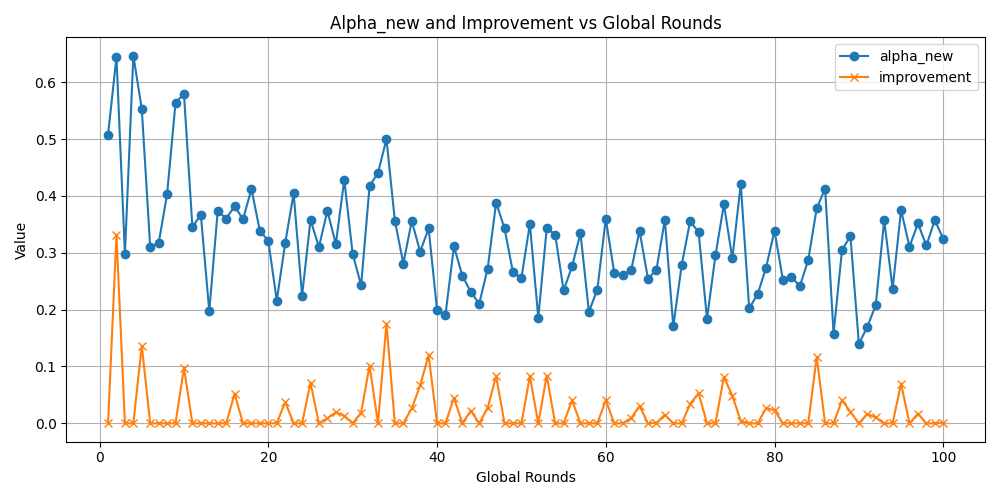 Alpha_new and Improvement vs Global Rounds
alpha_new
improvement
Value
0.6
0.5
0.4
0.3
0.2
0.1
0.0
0 20 40 60 80 100
Global Rounds